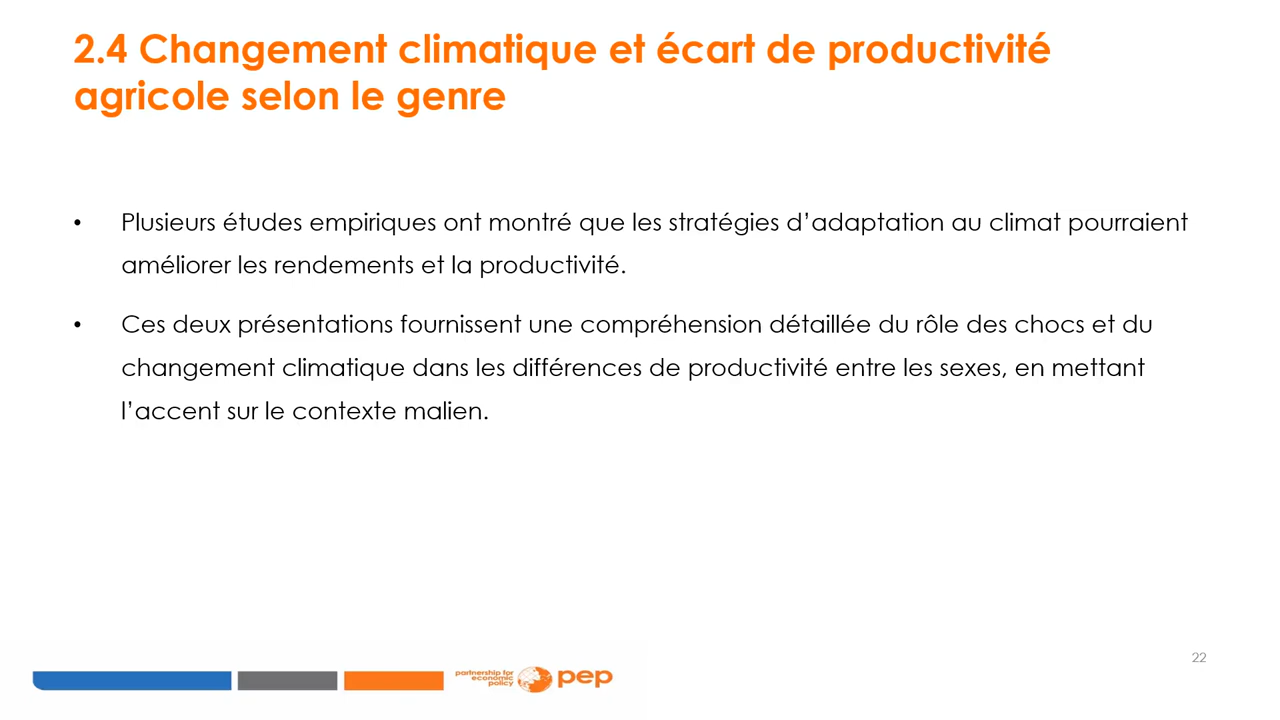 2.4 Changement climatique et écart de productivité
agricole selon le genre
• Plusieurs études empiriques ont montré que les stratégies d’adaptation au climat pourraient
améliorer les rendements et la productivité.
• Ces deux présentations fournissent une compréhension détaillée du rôle des chocs et du
changement climatique dans les différences de productivité entre les sexes, en mettant
l’accent sur le contexte malien.
22
partnership for
economic
policy
pep